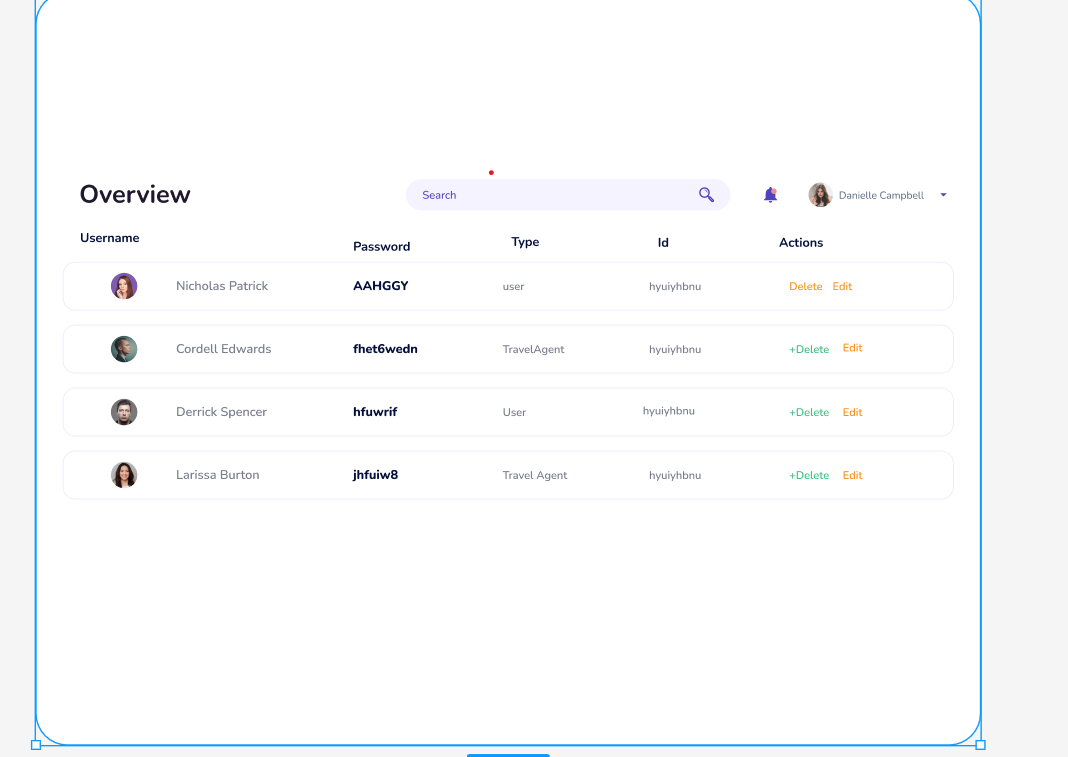 Overview
Search
Danielle Campbell
Username Password Type Id Actions
Nicholas Patrick AAHGGY user hyuiyhbnu Delete Edit
Cordell Edwards fhet6wedn TravelAgent hyuiyhbnu +Delete Edit
Derrick Spencer hfuwrif User hyuiyhbnu +Delete Edit
Larissa Burton jhfuiw8 Travel Agent hyuiyhbnu +Delete Edit